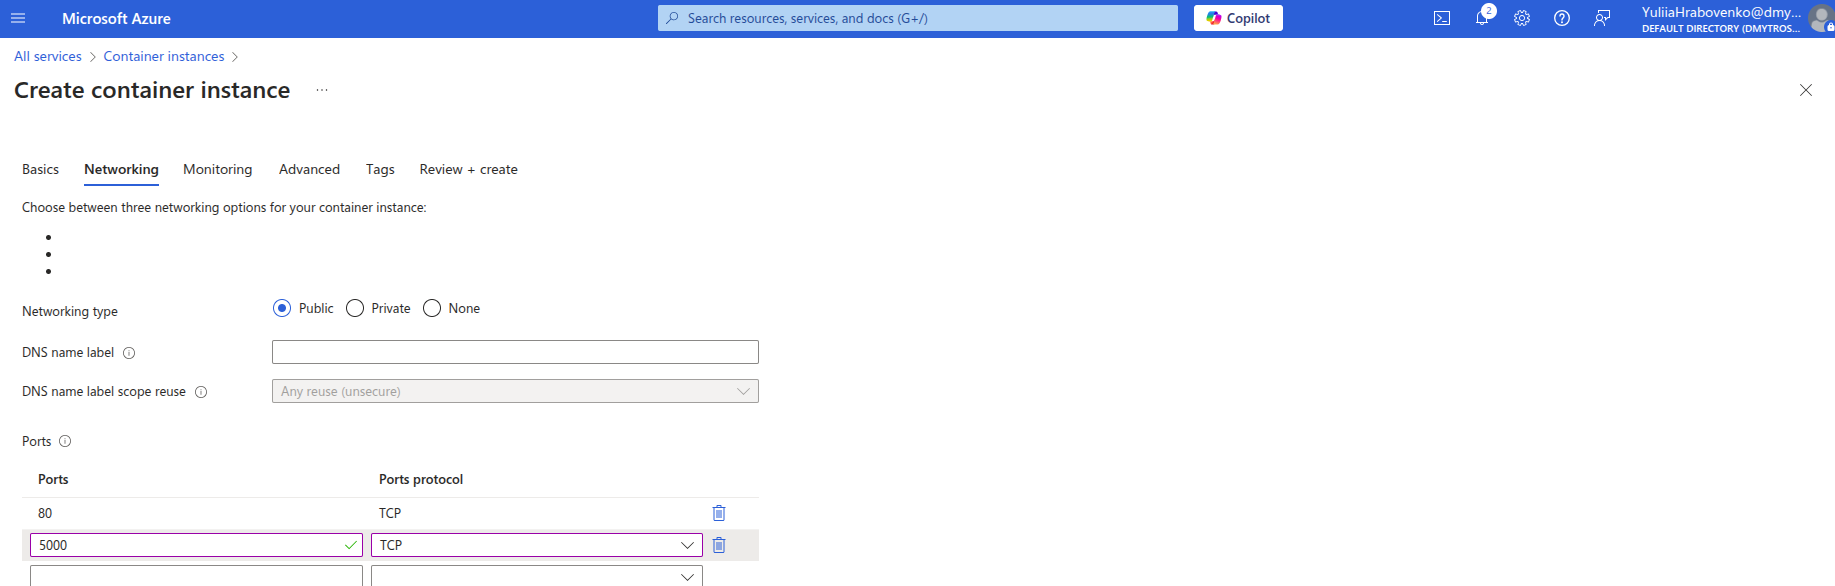 Microsoft Azure
Search resources, services, and docs (G+/)
Copilot
2
YuliiaHrabovenko@dmy...
DEFAULT DIRECTORY (DMYTROS...
All services > Container instances >
Create container instance ...
Basics Networking Monitoring Advanced Tags Review + create
Choose between three networking options for your container instance:
Networking type Public Private None
DNS name label
DNS name label scope reuse Any reuse (unsecure)
Ports
Ports Ports protocol
80 TCP
5000 TCP